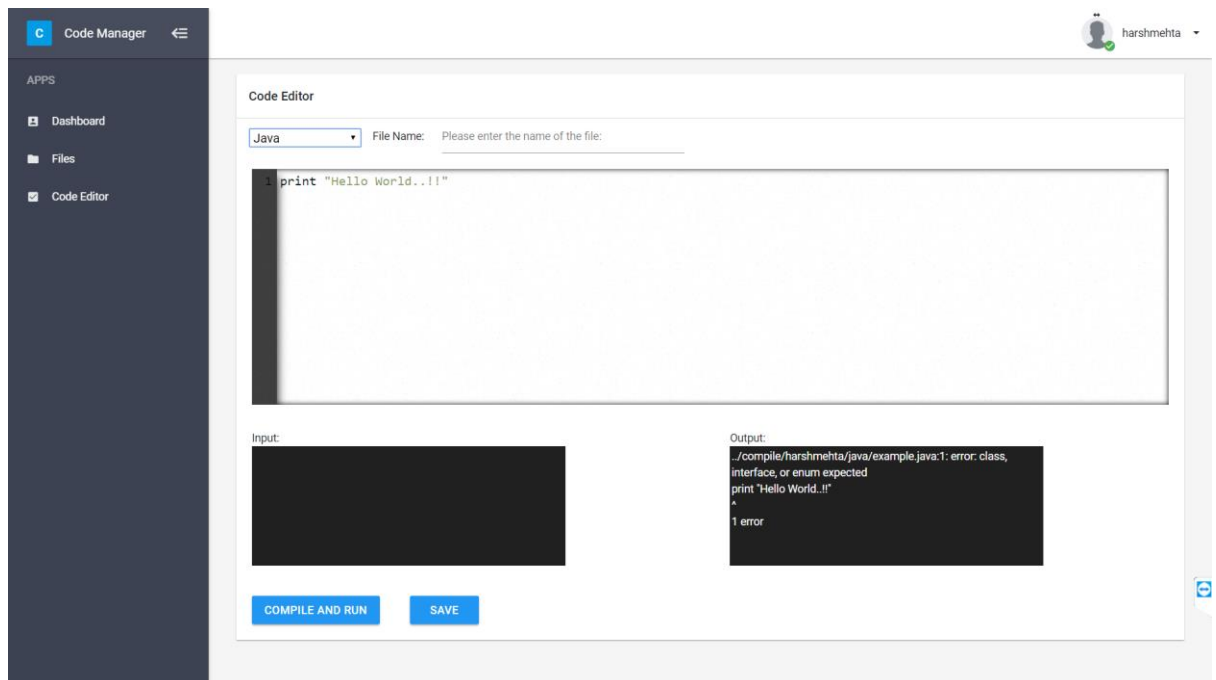 C Code Manager
harshmehta
APPS
Dashboard
Files
Code Editor
Code Editor
Java File Name: Please enter the name of the file:
1 print "Hello World..!!"
Input:
Output:
../compile/harshmehta/java/example.java:1: error: class,
interface, or enum expected
print "Hello World..!!"
^
1 error
COMPILE AND RUN SAVE